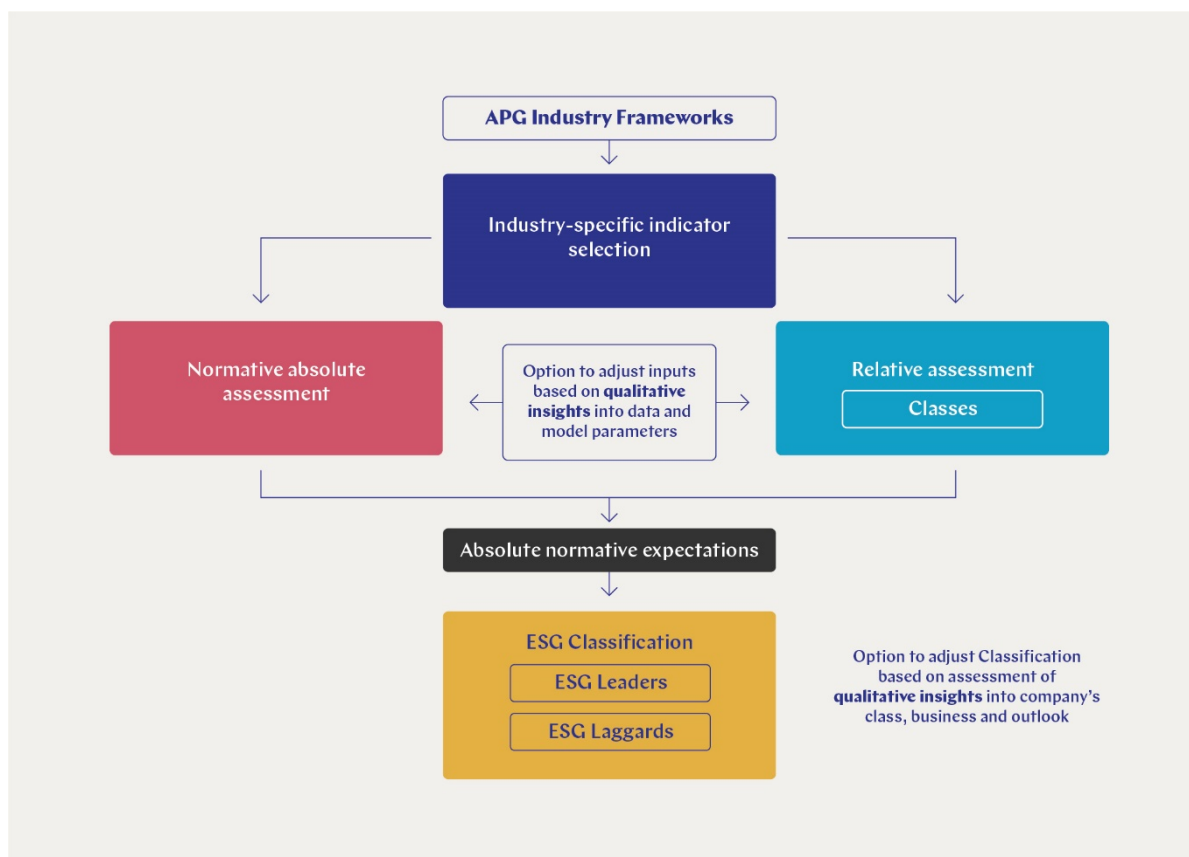 APG Industry Frameworks
Industry-specific indicator
selection
Normative absolute
assessment
Option to adjust inputs
based on qualitative
insights into data and
model parameters
Relative assessment
Classes
Absolute normative expectations
ESG Classification
ESG Leaders
ESG Laggards
Option to adjust Classification
based on assessment of
qualitative insights into company's
class, business and outlook